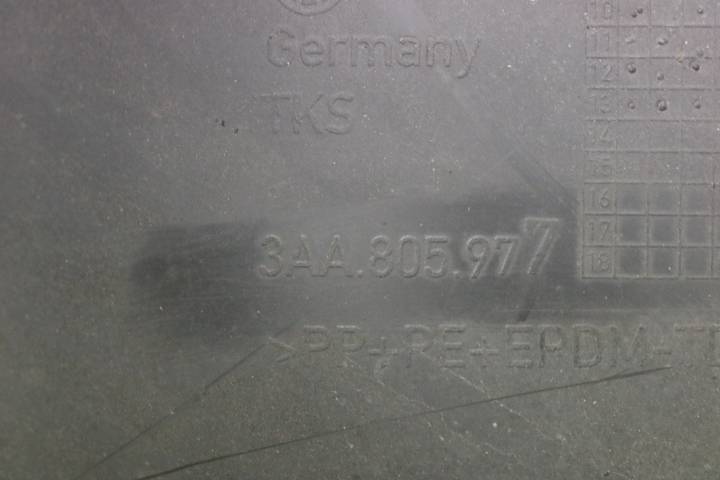 Germany
TKS
3AA.805.977
>PP+PE+EPDM-T
10
11
12
13
14
15
16
17
18